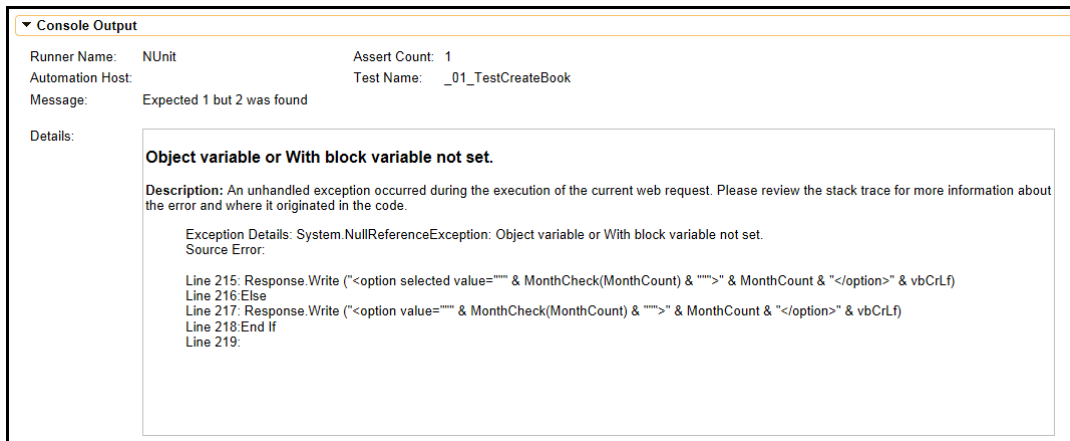 Console Output
Runner Name: NUnit Assert Count: 1
Automation Host: Test Name: _01_TestCreateBook
Message: Expected 1 but 2 was found
Details:
Object variable or With block variable not set.
Description: An unhandled exception occurred during the execution of the current web request. Please review the stack trace for more information about
the error and where it originated in the code.
Exception Details: System.NullReferenceException: Object variable or With block variable not set.
Source Error:
Line 215: Response.Write ("<option selected value=""" & MonthCheck(MonthCount) & """>" & MonthCount & "</option>" & vbCrLf)
Line 216:Else
Line 217: Response.Write ("<option value=""" & MonthCheck(MonthCount) & """>" & MonthCount & "</option>" & vbCrLf)
Line 218:End If
Line 219: